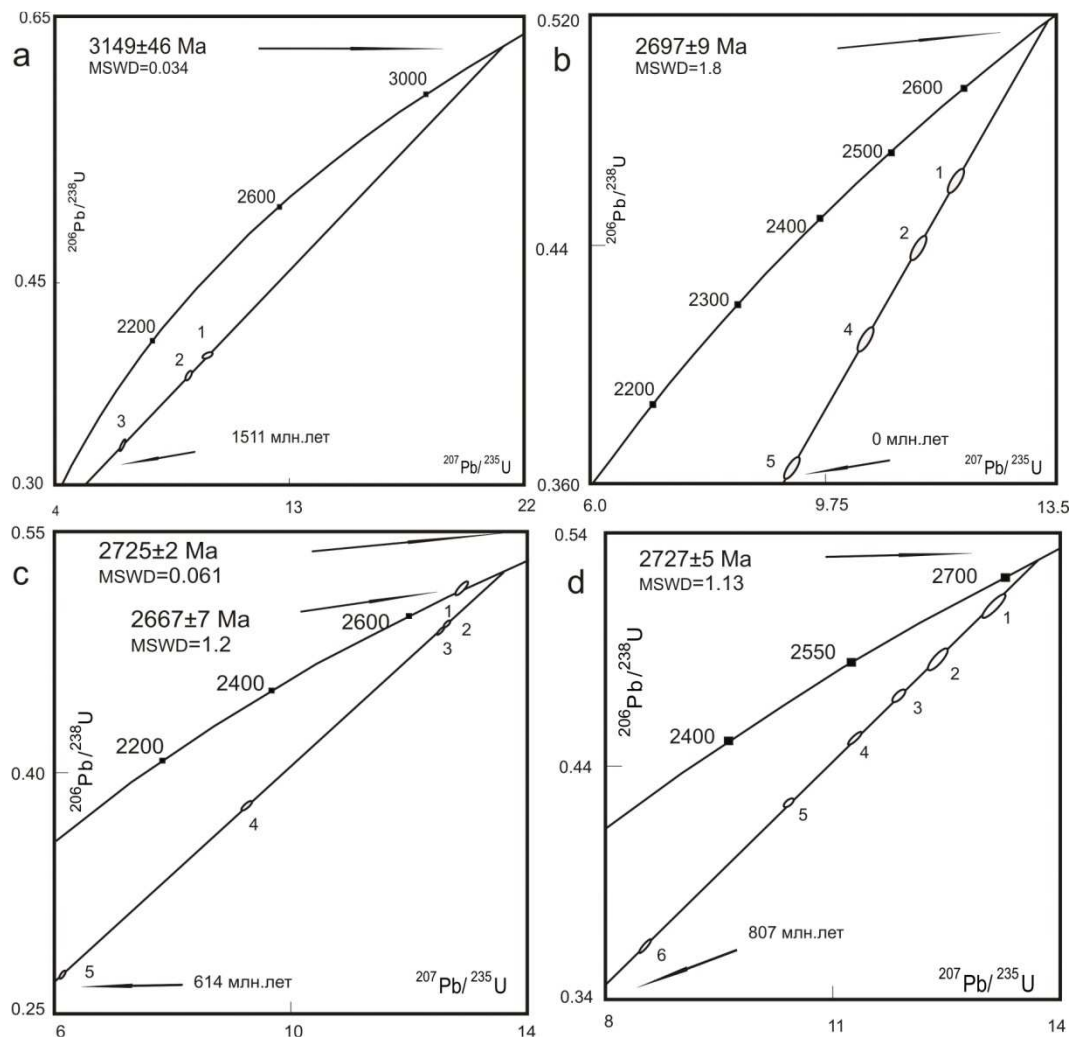 a
0.65
3149±46 Ma
MSWD=0.034
3000
2600
2200
1
2
3
0.45
0.30
206Pb/238U
1511 млн.лет
207Pb/235U
4
13
22
b
0.520
2697±9 Ma
MSWD=1.8
2600
2500
2400
2300
2200
1
2
4
5
0.44
0.360
206Pb/238U
0 млн.лет
207Pb/235U
6.0
9.75
13.5
c
0.55
2725±2 Ma
MSWD=0.061
2667±7 Ma
MSWD=1.2
2600
2400
2200
1
2
3
4
5
0.40
0.25
206Pb/238U
614 млн.лет
207Pb/235U
6
10
14
d
0.54
2727±5 Ma
MSWD=1.13
2700
2550
2400
1
2
3
4
5
6
0.44
0.34
206Pb/238U
807 млн.лет
207Pb/235U
8
11
14